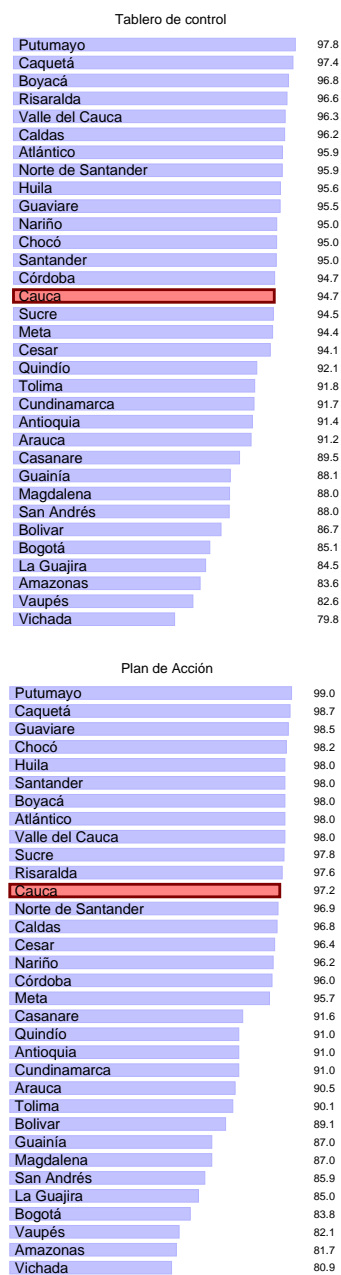 Tablero de control
Putumayo 97.8
Caquetá 97.4
Boyacá 96.8
Risaralda 96.6
Valle del Cauca 96.3
Caldas 96.2
Atlántico 95.9
Norte de Santander 95.9
Huila 95.6
Guaviare 95.5
Nariño 95.0
Chocó 95.0
Santander 95.0
Córdoba 94.7
Cauca 94.7
Sucre 94.5
Meta 94.4
Cesar 94.1
Quindío 92.1
Tolima 91.8
Cundinamarca 91.7
Antioquia 91.4
Arauca 91.2
Casanare 89.5
Guainía 88.1
Magdalena 88.0
San Andrés 88.0
Bolivar 86.7
Bogotá 85.1
La Guajira 84.5
Amazonas 83.6
Vaupés 82.6
Vichada 79.8
Plan de Acción
Putumayo 99.0
Caquetá 98.7
Guaviare 98.5
Chocó 98.2
Huila 98.0
Santander 98.0
Boyacá 98.0
Atlántico 98.0
Valle del Cauca 98.0
Sucre 97.8
Risaralda 97.6
Cauca 97.2
Norte de Santander 96.9
Caldas 96.8
Cesar 96.4
Nariño 96.2
Córdoba 96.0
Meta 95.7
Casanare 91.6
Quindío 91.0
Antioquia 91.0
Cundinamarca 91.0
Arauca 90.5
Tolima 90.1
Bolivar 89.1
Guainía 87.0
Magdalena 87.0
San Andrés 85.9
La Guajira 85.0
Bogotá 83.8
Vaupés 82.1
Amazonas 81.7
Vichada 80.9